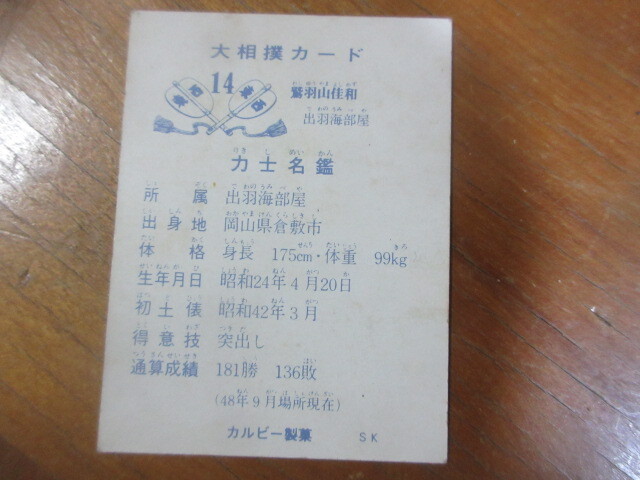 大相撲カード
14
鷲羽山佳和
出羽海部屋
力士名鑑
所属 出羽海部屋
出身地 岡山県倉敷市
体格 身長 175cm・体重 99kg
生年月日 昭和24年4月20日
初土俵 昭和42年3月
得意技 突出し
通算成績 181勝 136敗
(48年9月場所現在)
カルビー製菓 SK